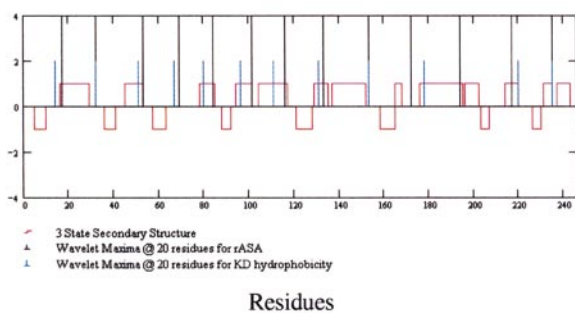 4
2
0
−2
−4
0 20 40 60 80 100 120 140 160 180 200 220 240
3 State Secondary Structure
Wavelet Maxima @ 20 residues for rASA
Wavelet Maxima @ 20 residues for KD hydrophobicity
Residues